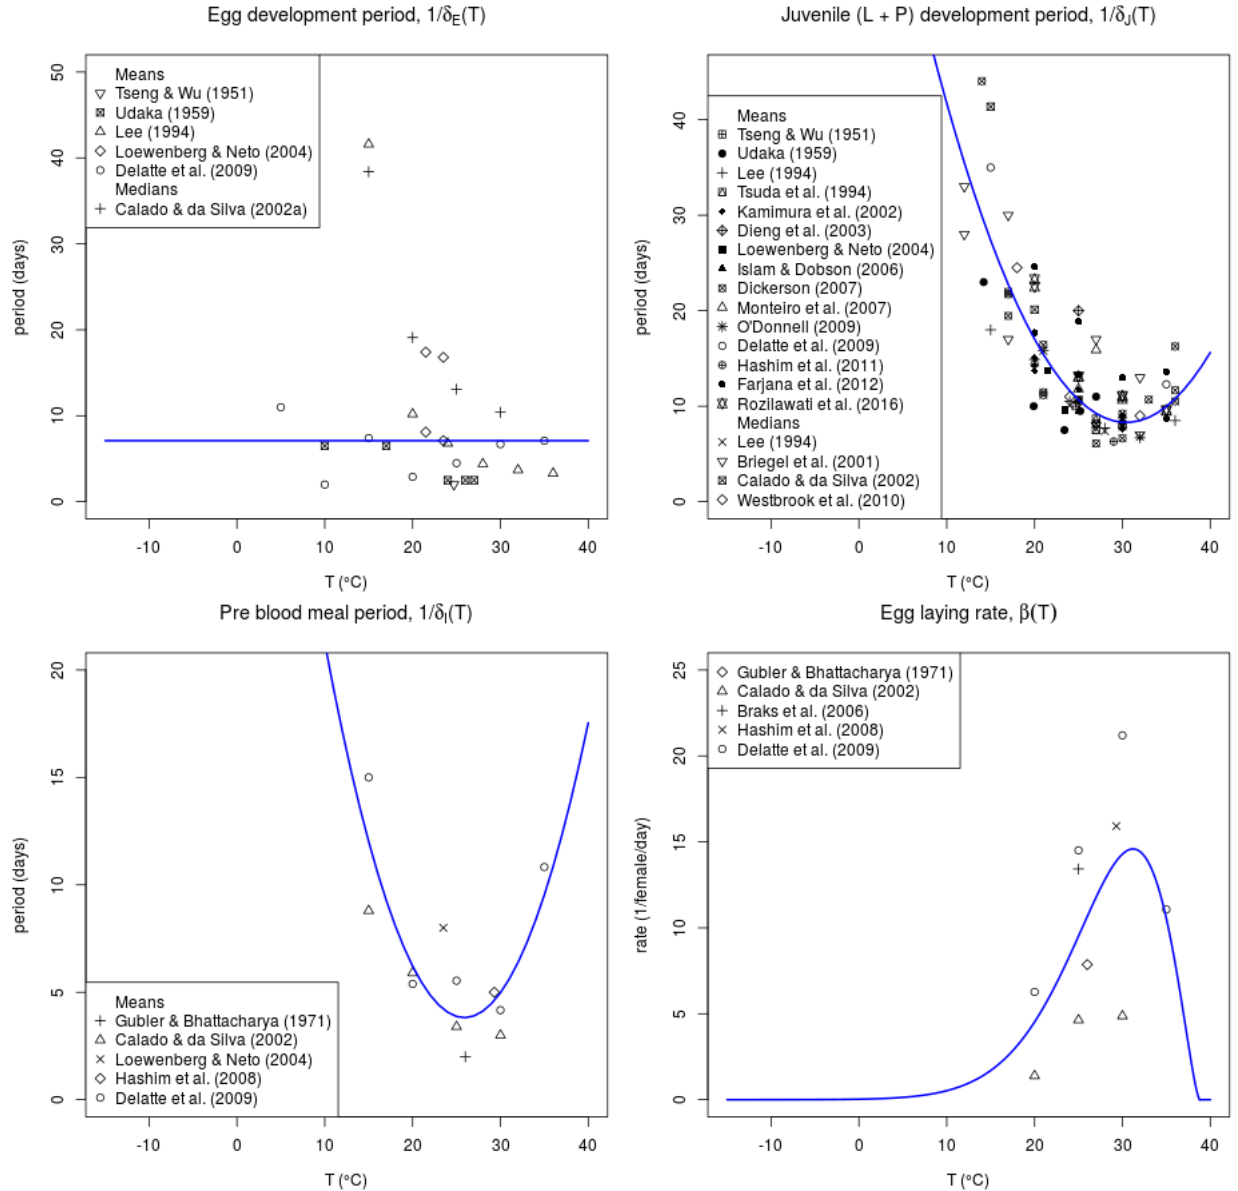 Egg development period, 1/δE(T)
50
40
30
20
10
0
period (days)
Means
Tseng & Wu (1951)
Udaka (1959)
Lee (1994)
Loewenberg & Neto (2004)
Delatte et al. (2009)
Medians
Calado & da Silva (2002a)
-10 0 10 20 30 40
T (°C)
Juvenile (L + P) development period, 1/δJ(T)
40
30
20
10
0
period (days)
Means
Tseng & Wu (1951)
Udaka (1959)
Lee (1994)
Tsuda et al. (1994)
Kamimura et al. (2002)
Dieng et al. (2003)
Loewenberg & Neto (2004)
Islam & Dobson (2006)
Dickerson (2007)
Monteiro et al. (2007)
O'Donnell (2009)
Delatte et al. (2009)
Hashim et al. (2011)
Farjana et al. (2012)
Rozilawati et al. (2016)
Medians
Lee (1994)
Briegel et al. (2001)
Calado & da Silva (2002)
Westbrook et al. (2010)
-10 0 10 20 30 40
T (°C)
Pre blood meal period, 1/δI(T)
20
15
10
5
0
period (days)
Means
Gubler & Bhattacharya (1971)
Calado & da Silva (2002)
Loewenberg & Neto (2004)
Hashim et al. (2008)
Delatte et al. (2009)
-10 0 10 20 30 40
T (°C)
Egg laying rate, β(T)
25
20
15
10
5
0
rate (1/female/day)
Gubler & Bhattacharya (1971)
Calado & da Silva (2002)
Braks et al. (2006)
Hashim et al. (2008)
Delatte et al. (2009)
-10 0 10 20 30 40
T (°C)